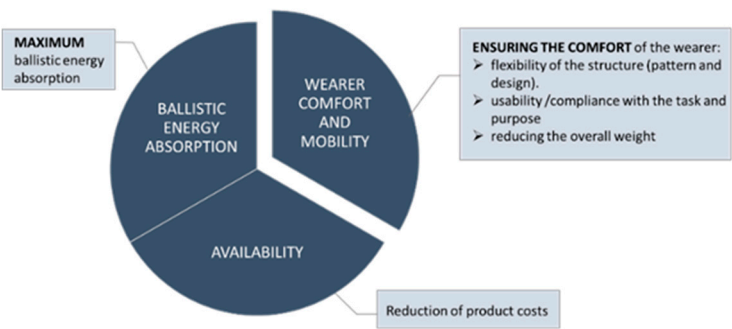 MAXIMUM
ballistic energy
absorption
BALLISTIC
ENERGY
ABSORPTION
WEARER
COMFORT
AND
MOBILITY
ENSURING THE COMFORT of the wearer:
➢ flexibility of the structure (pattern and
design).
➢ usability /compliance with the task and
purpose
➢ reducing the overall weight
AVAILABILITY
Reduction of product costs